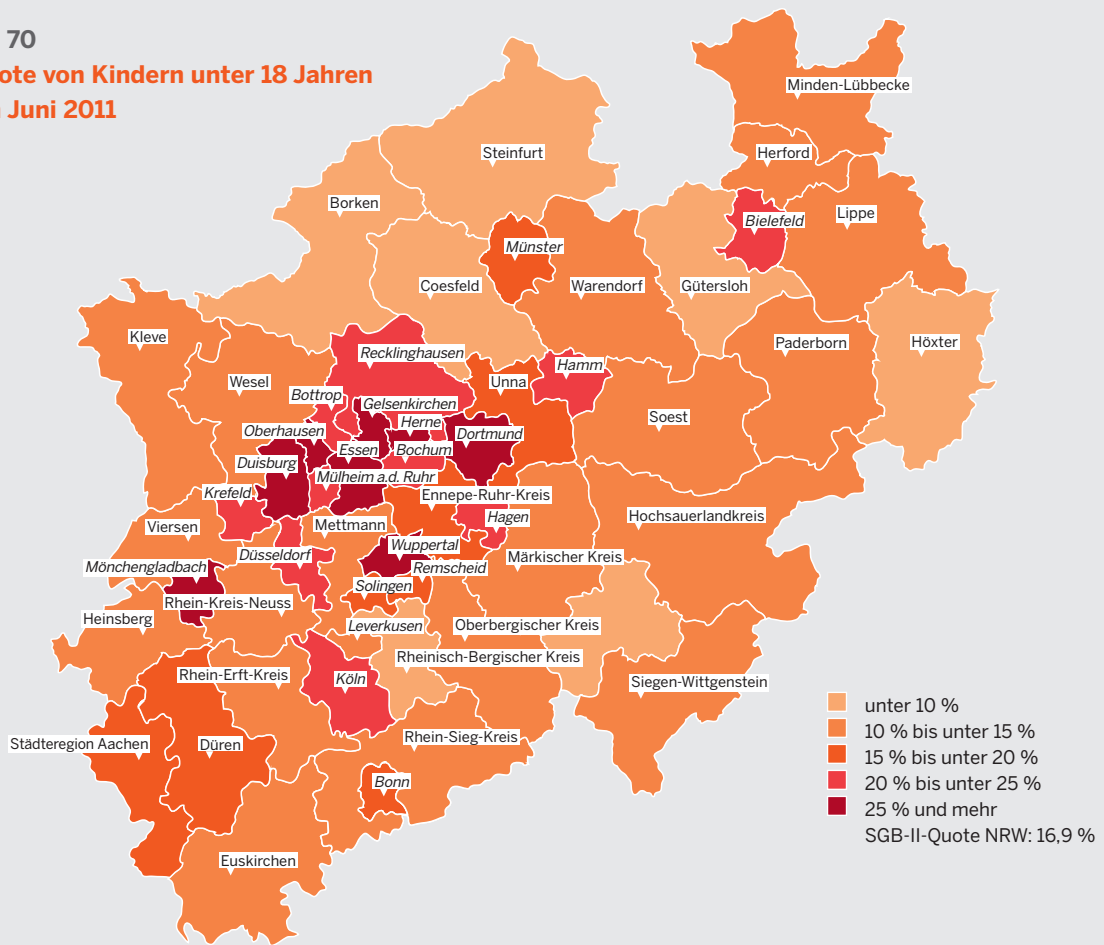 70
ote von Kindern unter 18 Jahren
Juni 2011
Minden-Lübbecke
Steinfurt
Herford
Borken
Lippe
Bielefeld
Münster
Coesfeld
Warendorf
Gütersloh
Kleve
Paderborn
Höxter
Recklinghausen
Hamm
Wesel
Unna
Bottrop
Gelsenkirchen
Soest
Herne
Oberhausen
Dortmund
Essen
Bochum
Duisburg
Mülheim a.d. Ruhr
Krefeld
Ennepe-Ruhr-Kreis
Hagen
Hochsauerlandkreis
Viersen
Mettmann
Wuppertal
Düsseldorf
Märkischer Kreis
Mönchengladbach
Remscheid
Solingen
Rhein-Kreis-Neuss
Heinsberg
Leverkusen
Oberbergischer Kreis
Rheinisch-Bergischer Kreis
Rhein-Erft-Kreis
Köln
Siegen-Wittgenstein
Rhein-Sieg-Kreis
Städteregion Aachen
Düren
Bonn
Euskirchen
unter 10 %
10 % bis unter 15 %
15 % bis unter 20 %
20 % bis unter 25 %
25 % und mehr
SGB-II-Quote NRW: 16,9 %